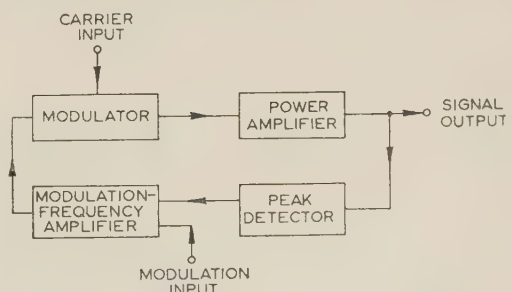 CARRIER
INPUT
MODULATOR
POWER
AMPLIFIER
SIGNAL
OUTPUT
MODULATION-
FREQUENCY
AMPLIFIER
PEAK
DETECTOR
MODULATION
INPUT